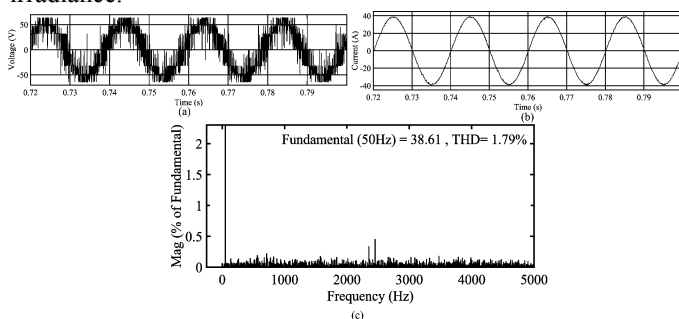 irradiance.
Voltage (V)
50
0
-50
0.72 0.73 0.74 0.75 0.76 0.77 0.78 0.79
Time (s)
(a)
Current (A)
40
20
0
-20
-40
0.72 0.73 0.74 0.75 0.76 0.77 0.78 0.79
Time (s)
(b)
Mag (% of Fundamental)
Fundamental (50Hz) = 38.61 , THD= 1.79%
2
1.5
1
0.5
0
0 1000 2000 3000 4000 5000
Frequency (Hz)
(c)